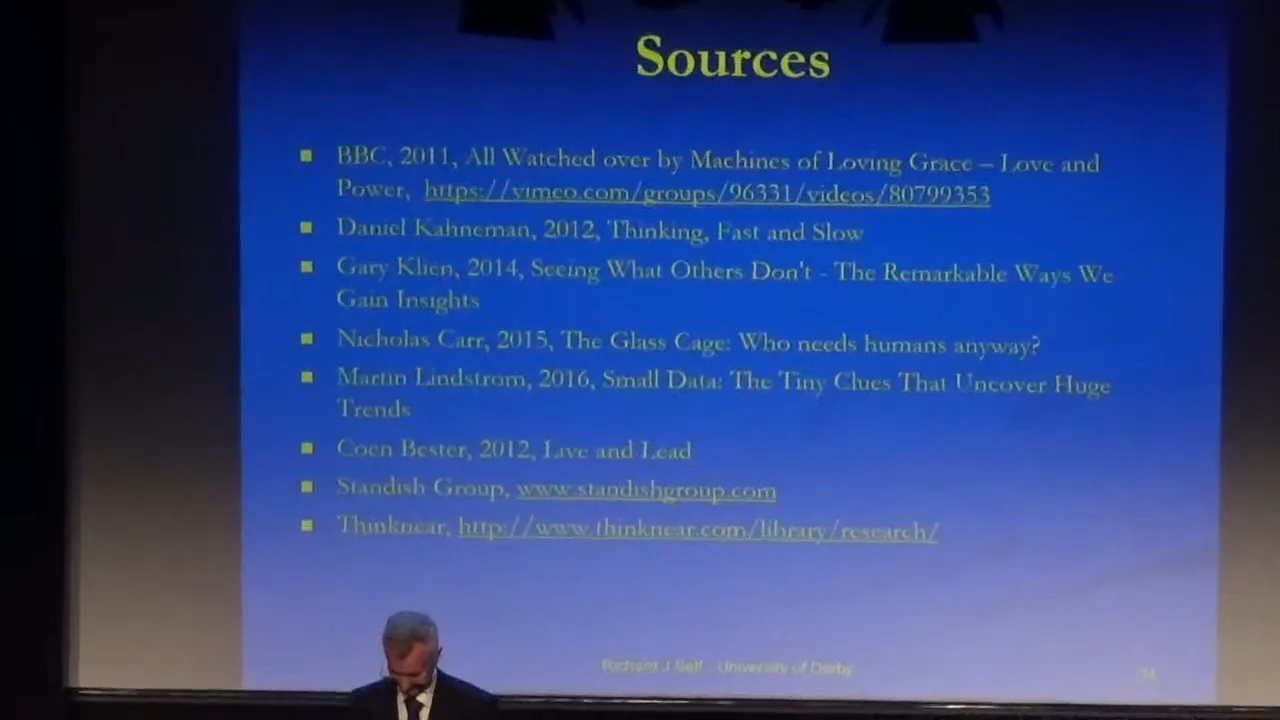 Sources
BBC, 2011, All Watched over by Machines of Loving Grace – Love and
Power, https://vimeo.com/groups/96331/videos/80799353
Daniel Kahneman, 2012, Thinking, Fast and Slow
Gary Klien, 2014, Seeing What Others Don't - The Remarkable Ways We
Gain Insights
Nicholas Carr, 2015, The Glass Cage: Who needs humans anyway?
Martin Lindstrom, 2016, Small Data: The Tiny Clues That Uncover Huge
Trends
Coen Bester, 2012, Live and Lead
Standish Group, www.standishgroup.com
Thinknear, http://www.thinknear.com/library/research/
Richard J Self - University of Derby